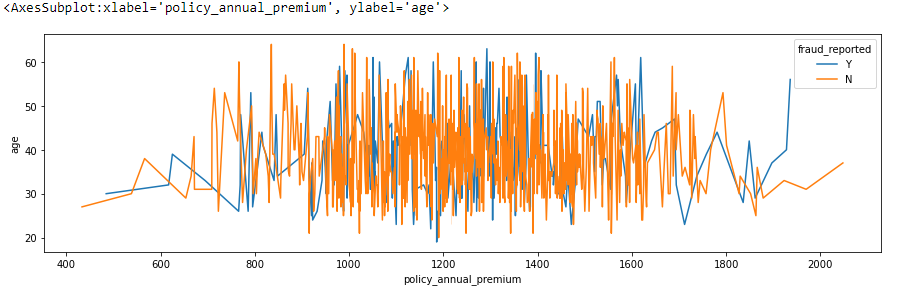 <AxesSubplot:xlabel='policy_annual_premium', ylabel='age'>
fraud_reported
Y
N
60
50
40
30
20
age
400 600 800 1000 1200 1400 1600 1800 2000
policy_annual_premium